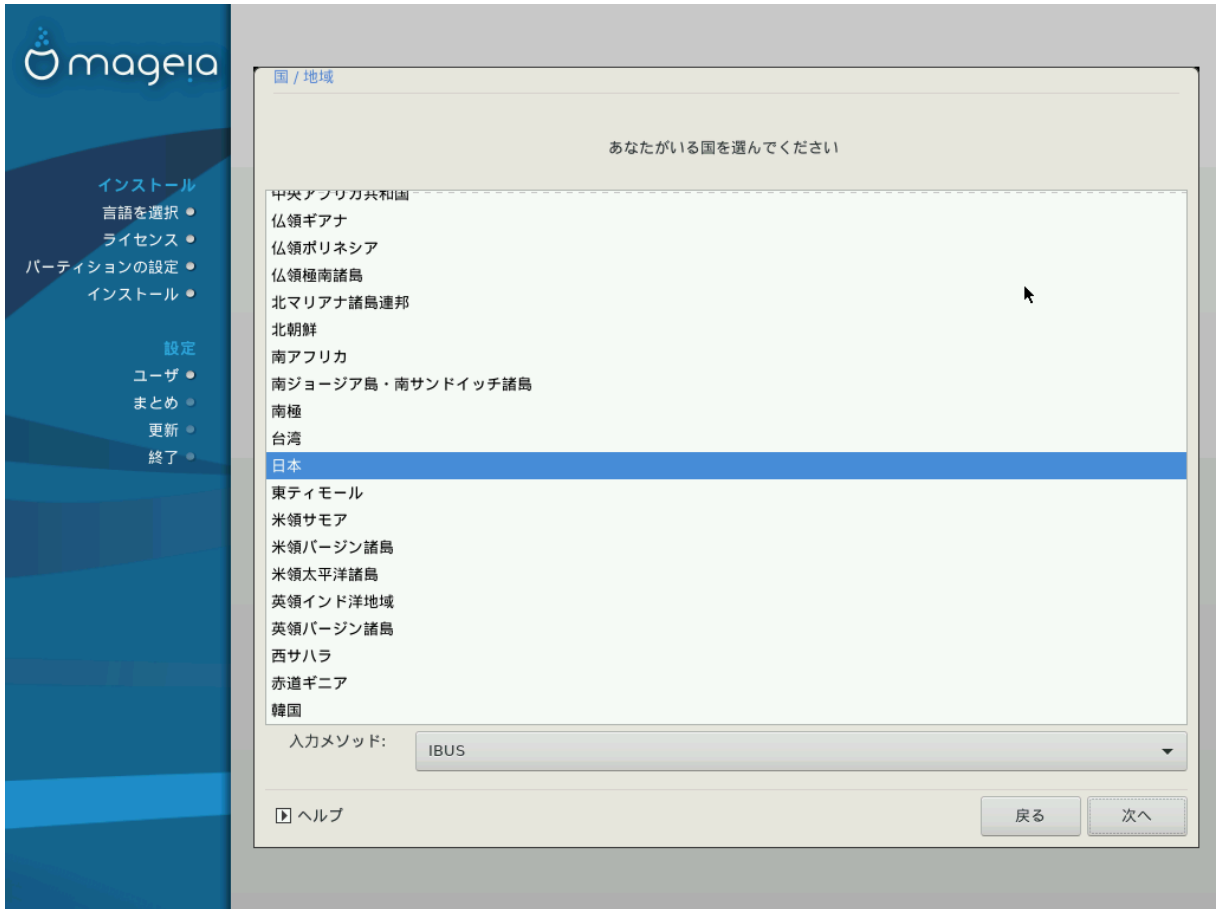 mageia
インストール
言語を選択
ライセンス
パーティションの設定
インストール
設定
ユーザ
まとめ
更新
終了
国 / 地域
あなたがいる国を選んでください
中央アフリカ共和国
仏領ギアナ
仏領ポリネシア
仏領極南諸島
北マリアナ諸島連邦
北朝鮮
南アフリカ
南ジョージア島・南サンドイッチ諸島
南極
台湾
日本
東ティモール
米領サモア
米領バージン諸島
米領太平洋諸島
英領インド洋地域
英領バージン諸島
西サハラ
赤道ギニア
韓国
入力メソッド:
IBUS
ヘルプ
戻る
次へ